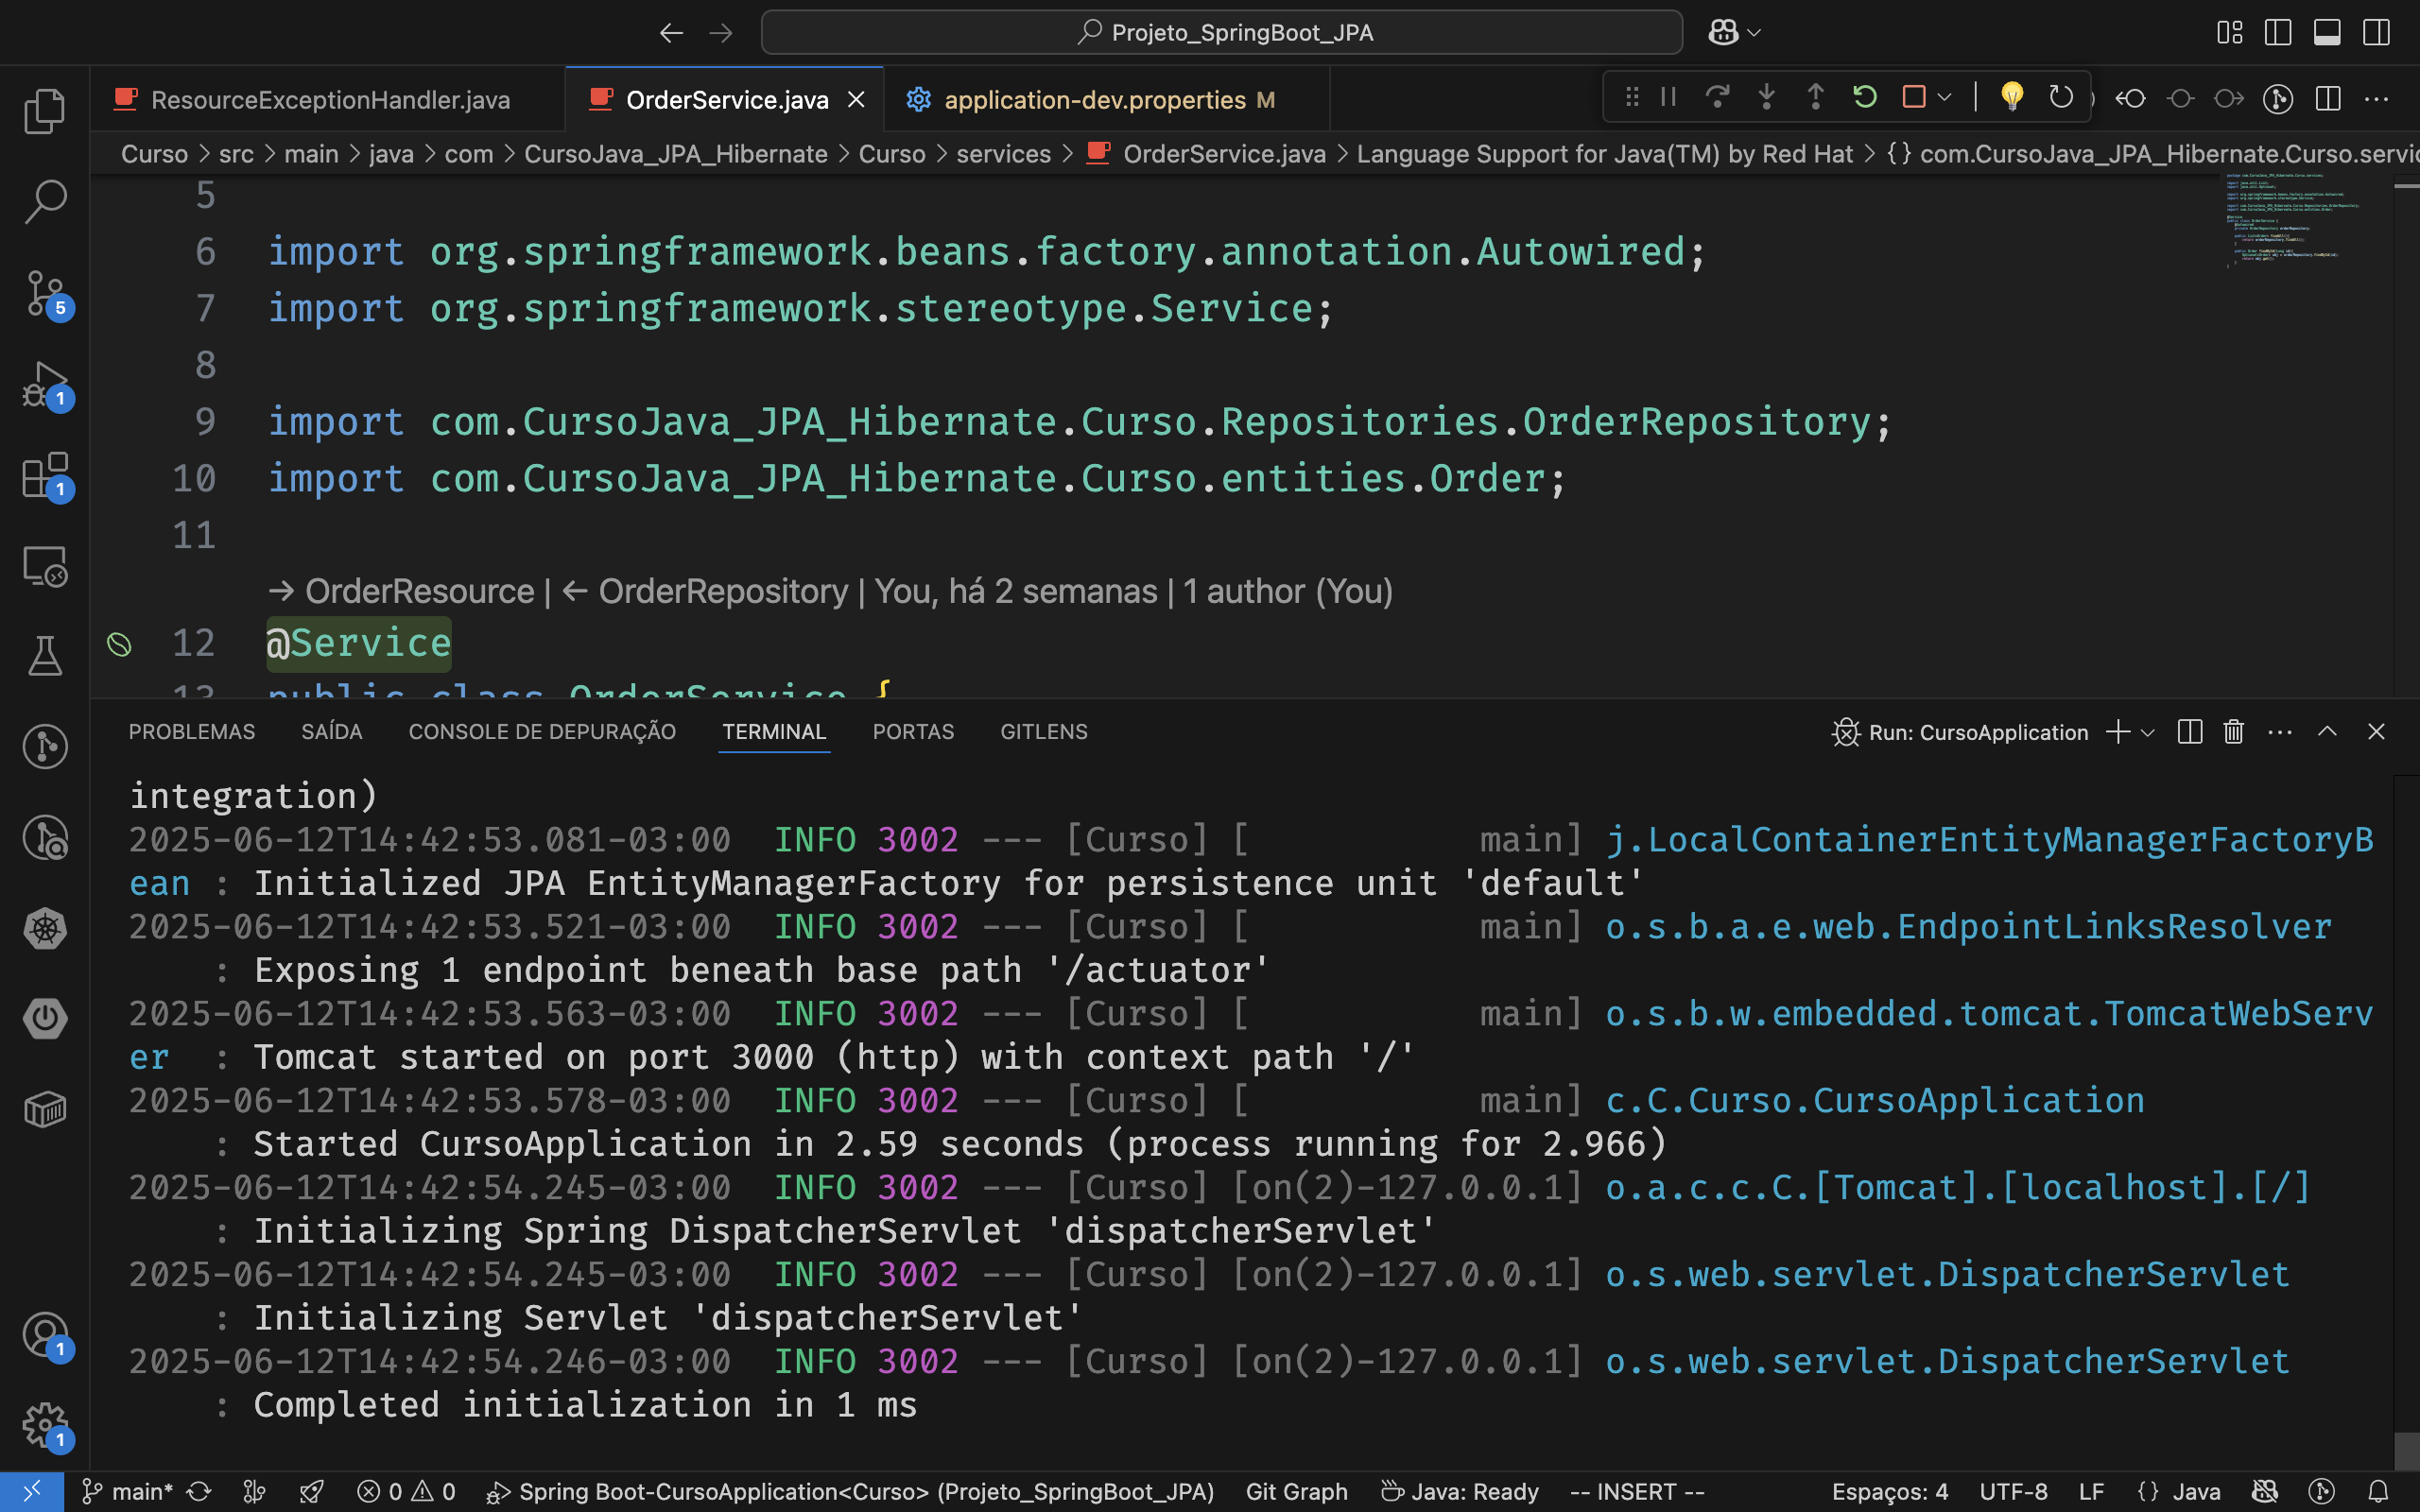 Projeto_SpringBoot_JPA
ResourceExceptionHandler.java
OrderService.java
application-dev.properties M
Curso > src > main > java > com > CursoJava_JPA_Hibernate > Curso > services > OrderService.java > Language Support for Java(TM) by Red Hat > {} com.CursoJava_JPA_Hibernate.Curso.servic
5
6 import org.springframework.beans.factory.annotation.Autowired;
7 import org.springframework.stereotype.Service;
8
9 import com.CursoJava_JPA_Hibernate.Curso.Repositories.OrderRepository;
10 import com.CursoJava_JPA_Hibernate.Curso.entities.Order;
11
→ OrderResource | ← OrderRepository | You, há 2 semanas | 1 author (You)
12 @Service
13 public class OrderService {
5
1
1
PROBLEMAS SAÍDA CONSOLE DE DEPURAÇÃO TERMINAL PORTAS GITLENS
Run: CursoApplication
integration)
2025-06-12T14:42:53.081-03:00 INFO 3002 --- [Curso] [ main] j.LocalContainerEntityManagerFactoryB
ean : Initialized JPA EntityManagerFactory for persistence unit 'default'
2025-06-12T14:42:53.521-03:00 INFO 3002 --- [Curso] [ main] o.s.b.a.e.web.EndpointLinksResolver
: Exposing 1 endpoint beneath base path '/actuator'
2025-06-12T14:42:53.563-03:00 INFO 3002 --- [Curso] [ main] o.s.b.w.embedded.tomcat.TomcatWebServ
er : Tomcat started on port 3000 (http) with context path '/'
2025-06-12T14:42:53.578-03:00 INFO 3002 --- [Curso] [ main] c.C.Curso.CursoApplication
: Started CursoApplication in 2.59 seconds (process running for 2.966)
2025-06-12T14:42:54.245-03:00 INFO 3002 --- [Curso] [on(2)-127.0.0.1] o.a.c.c.C.[Tomcat].[localhost].[/]
: Initializing Spring DispatcherServlet 'dispatcherServlet'
2025-06-12T14:42:54.245-03:00 INFO 3002 --- [Curso] [on(2)-127.0.0.1] o.s.web.servlet.DispatcherServlet
: Initializing Servlet 'dispatcherServlet'
2025-06-12T14:42:54.246-03:00 INFO 3002 --- [Curso] [on(2)-127.0.0.1] o.s.web.servlet.DispatcherServlet
: Completed initialization in 1 ms
1
1
main* 0 0 Spring Boot-CursoApplication<Curso> (Projeto_SpringBoot_JPA) Git Graph Java: Ready -- INSERT -- Espaços: 4 UTF-8 LF {} Java